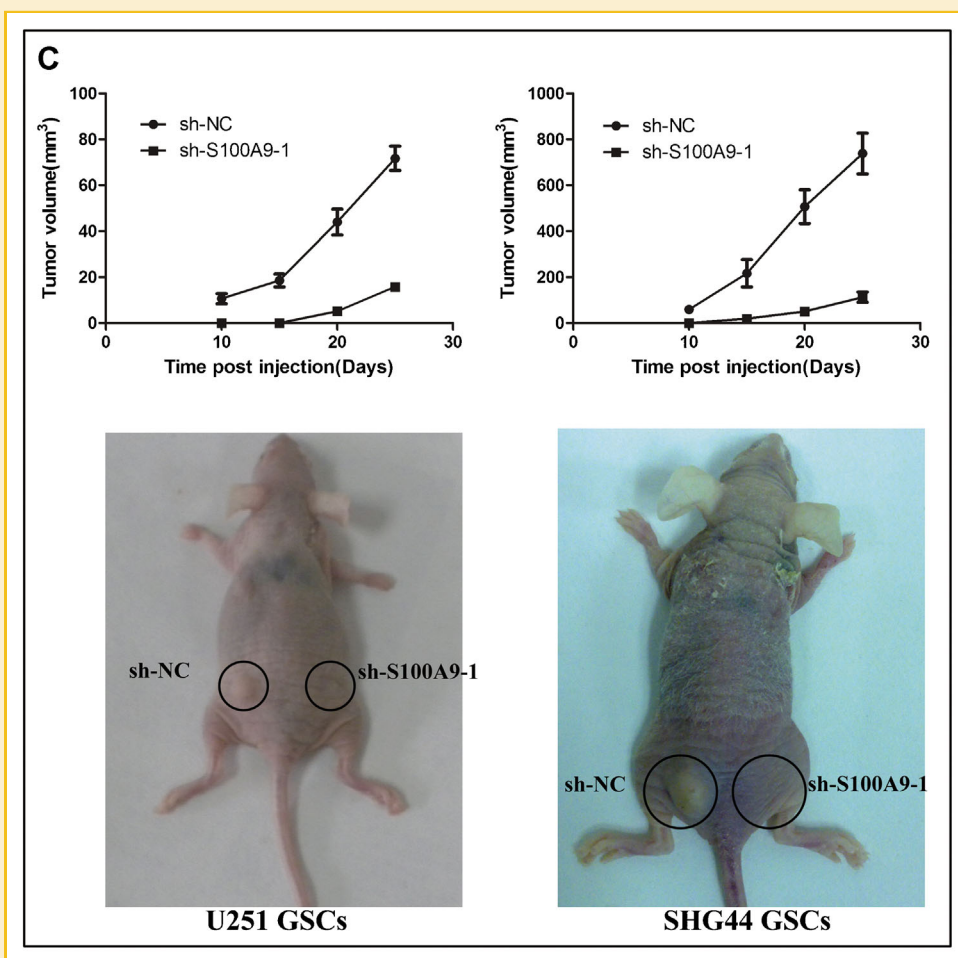 C
100
80
60
40
20
0
Tumor volume(mm³)
sh-NC
sh-S100A9-1
0
10
20
30
Time post injection(Days)
1000
800
600
400
200
0
Tumor volume(mm³)
sh-NC
sh-S100A9-1
0
10
20
30
Time post injection(Days)
sh-NC
sh-S100A9-1
U251 GSCs
sh-NC
sh-S100A9-1
SHG44 GSCs